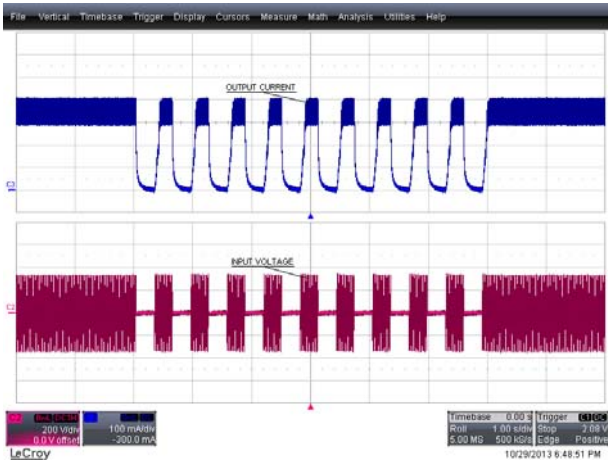 File Vertical Timebase Trigger Display Cursors Measure Math Analysis Utilities Help
OUTPUT CURRENT
INPUT VOLTAGE
C2
200 V/div
0.0 V offset
100 mA/div
-300.0 mA
Timebase 0.00 s
Roll 1.00 s/div
5.00 MS 500 kS/s
Trigger C1 DC
Stop 2.08 V
Edge Positive
LeCroy
10/29/2013 6:48:51 PM